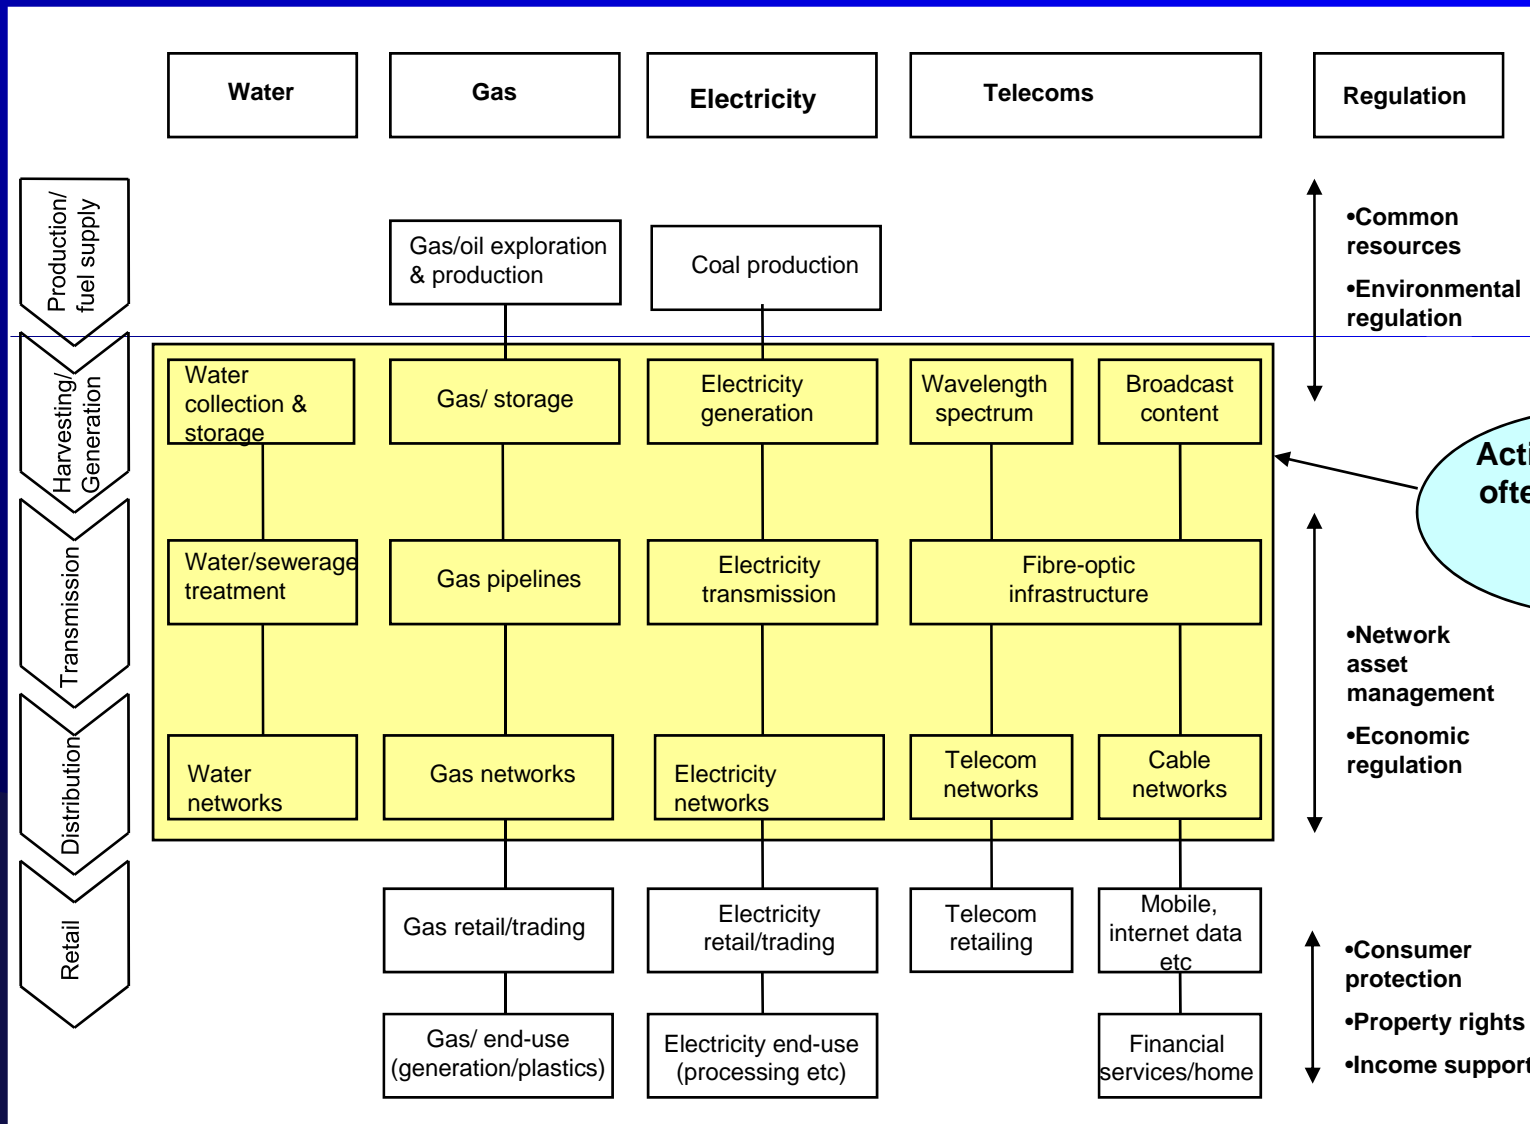 Water
Gas
Electricity
Telecoms
Regulation
Production/
fuel supply
Gas/oil exploration
& production
Coal production
•Common
resources
•Environmental
regulation
Harvesting/
Generation
Water
collection &
storage
Gas/ storage
Electricity
generation
Wavelength
spectrum
Broadcast
content
Transmission
Water/sewerage
treatment
Gas pipelines
Electricity
transmission
Fibre-optic
infrastructure
•Network
asset
management
•Economic
regulation
Distribution
Water
networks
Gas networks
Electricity
networks
Telecom
networks
Cable
networks
Retail
Gas retail/trading
Electricity
retail/trading
Telecom
retailing
Mobile,
internet data
etc
Gas/ end-use
(generation/plastics)
Electricity end-use
(processing etc)
Financial
services/home
•Consumer
protection
•Property rights
•Income support